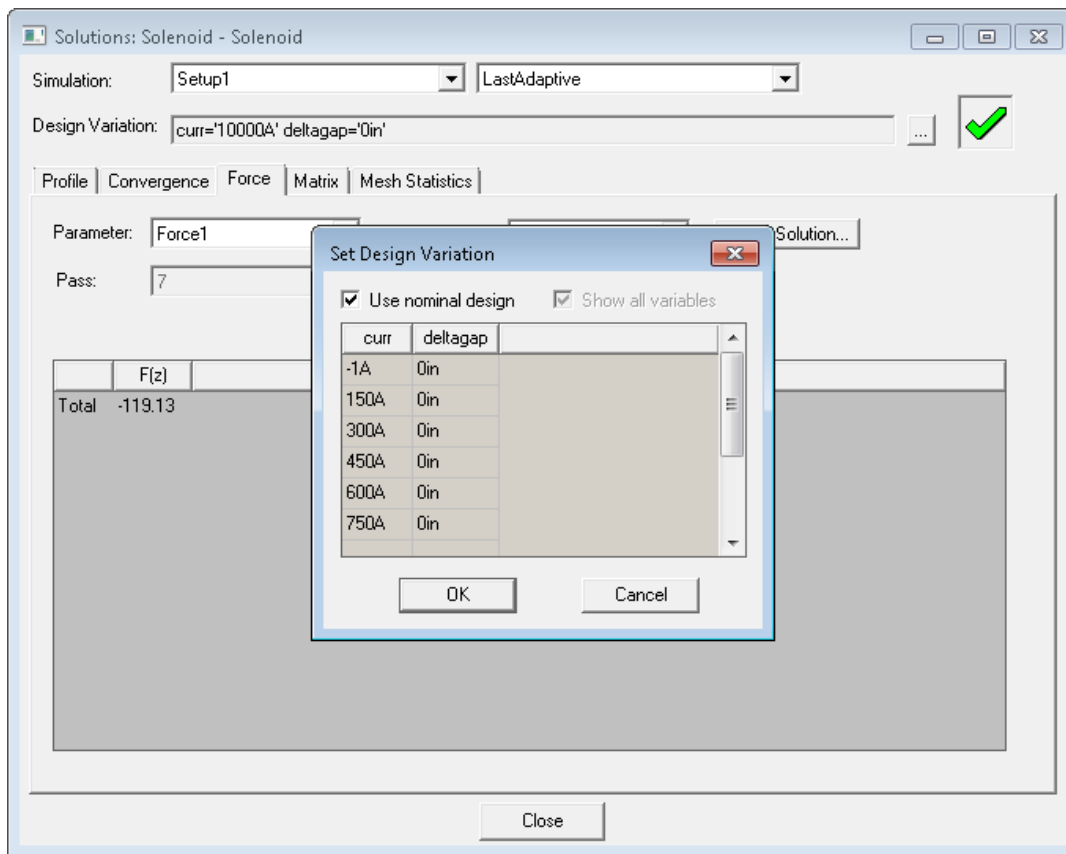 Solutions: Solenoid - Solenoid
Simulation: Setup1 LastAdaptive
Design Variation: curr='10000A' deltagap='0in' ...
Profile Convergence Force Matrix Mesh Statistics
Parameter: Force1 Solution...
Pass: 7
F(z)
Total -119.13
Set Design Variation
Use nominal design Show all variables
curr deltagap
-1A 0in
150A 0in
300A 0in
450A 0in
600A 0in
750A 0in
OK Cancel
Close